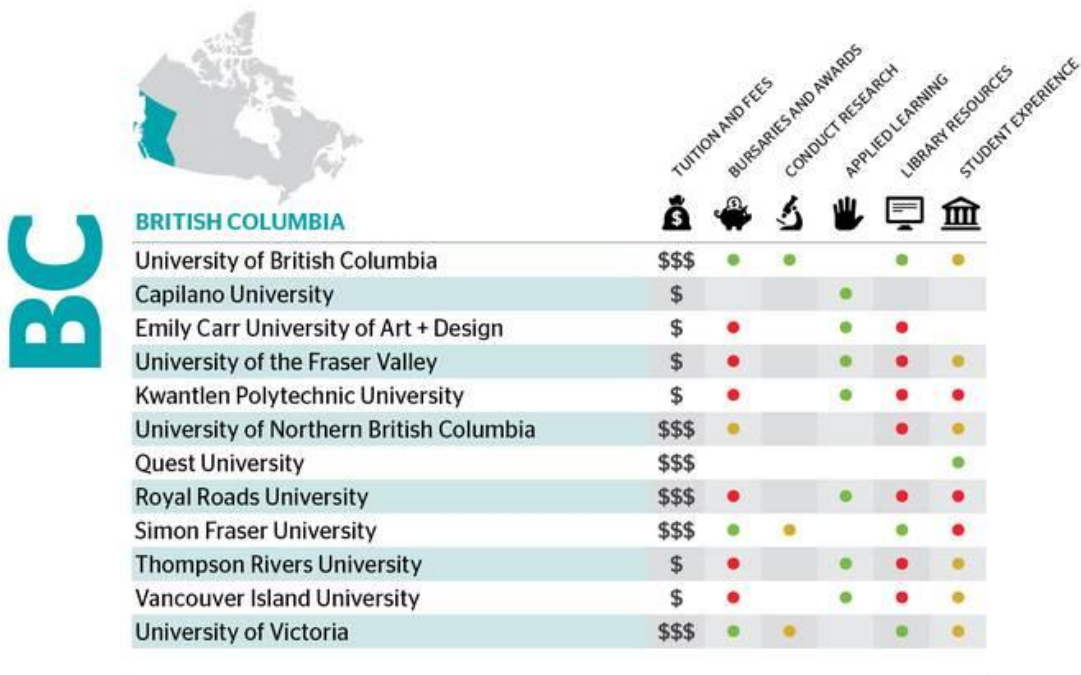 TUITION AND FEES
BURSARIES AND AWARDS
CONDUCT RESEARCH
APPLIED LEARNING
LIBRARY RESOURCES
STUDENT EXPERIENCE
BC
BRITISH COLUMBIA $ $
University of British Columbia $$$
Capilano University $
Emily Carr University of Art + Design $
University of the Fraser Valley $
Kwantlen Polytechnic University $
University of Northern British Columbia $$$
Quest University $$$
Royal Roads University $$$
Simon Fraser University $$$
Thompson Rivers University $
Vancouver Island University $
University of Victoria $$$